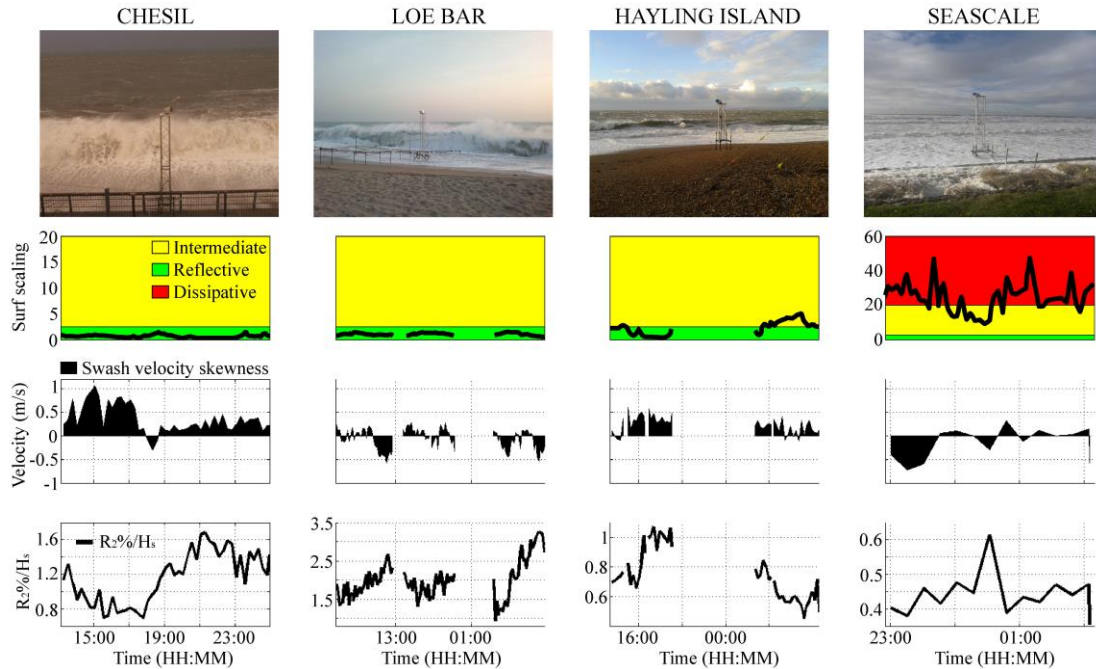 CHESIL LOE BAR HAYLING ISLAND SEASCALE
Surf scaling
20
15
10
5
0
Intermediate
Reflective
Dissipative
60
40
20
0
Swash velocity skewness
Velocity (m/s)
1
0.5
0
-0.5
-1
R2%/Hs
R2%/Hs
1.6
1.2
0.8
15:00 19:00 23:00
Time (HH:MM)
3.5
2.5
1.5
13:00 01:00
Time (HH:MM)
1
0.8
0.6
16:00 00:00
Time (HH:MM)
0.6
0.5
0.4
23:00 01:00
Time (HH:MM)